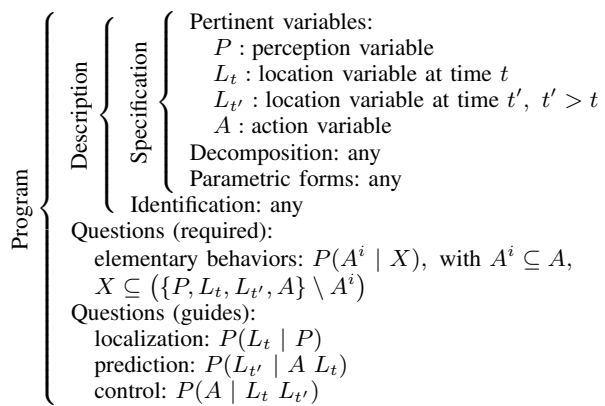 Program
Description
Specification
Pertinent variables:
P : perception variable
L_t : location variable at time t
L_{t'} : location variable at time t', t' > t
A : action variable
Decomposition: any
Parametric forms: any
Identification: any
Questions (required):
elementary behaviors: P(A^i | X), with A^i ⊆ A,
X ⊆ ({P, L_t, L_{t'}, A} \ A^i)
Questions (guides):
localization: P(L_t | P)
prediction: P(L_{t'} | A L_t)
control: P(A | L_t L_{t'})